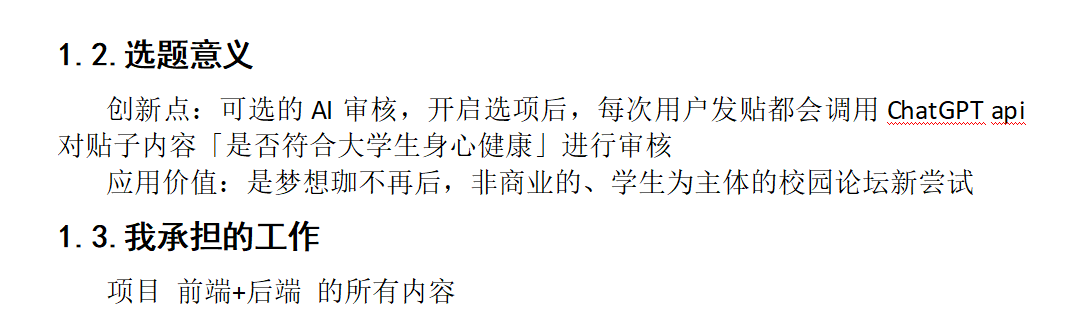 1.2.选题意义
创新点：可选的 AI 审核，开启选项后，每次用户发贴都会调用 ChatGPT api
对贴子内容「是否符合大学生身心健康」进行审核
应用价值：是梦想珈不再后，非商业的、学生为主体的校园论坛新尝试
1.3.我承担的工作
项目 前端+后端 的所有内容